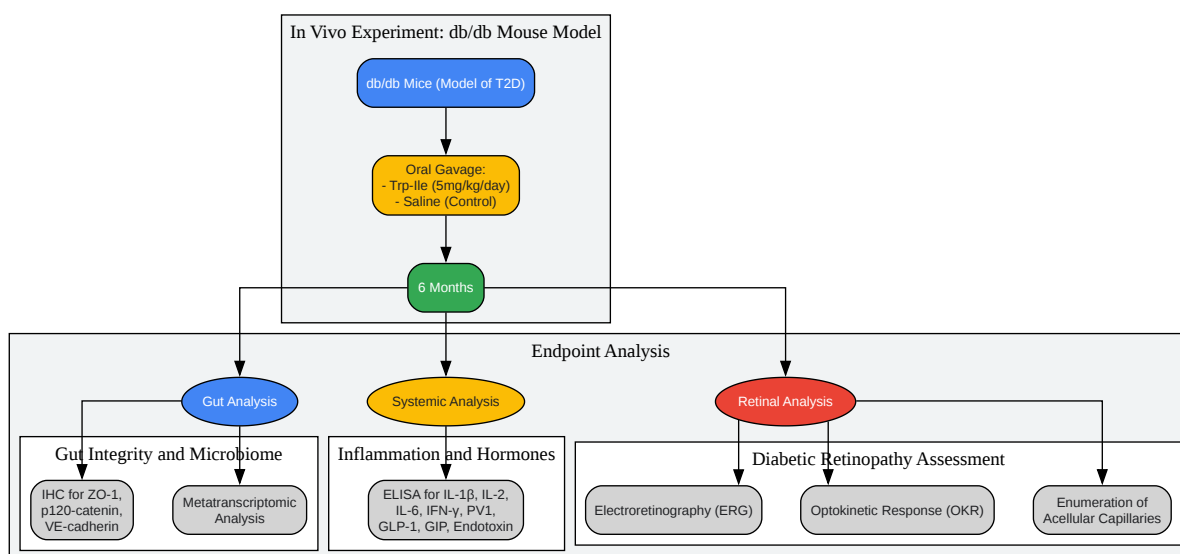 In Vivo Experiment: db/db Mouse Model
db/db Mice (Model of T2D)
Oral Gavage:
- Trp-Ile (5mg/kg/day)
- Saline (Control)
6 Months
Endpoint Analysis
Gut Analysis
Systemic Analysis
Retinal Analysis
Gut Integrity and Microbiome
IHC for ZO-1,
p120-catenin,
VE-cadherin
Metatranscriptomic
Analysis
Inflammation and Hormones
ELISA for IL-1β, IL-2,
IL-6, IFN-γ, PV1,
GLP-1, GIP, Endotoxin
Diabetic Retinopathy Assessment
Electroretinography (ERG)
Optokinetic Response (OKR)
Enumeration of
Acellular Capillaries